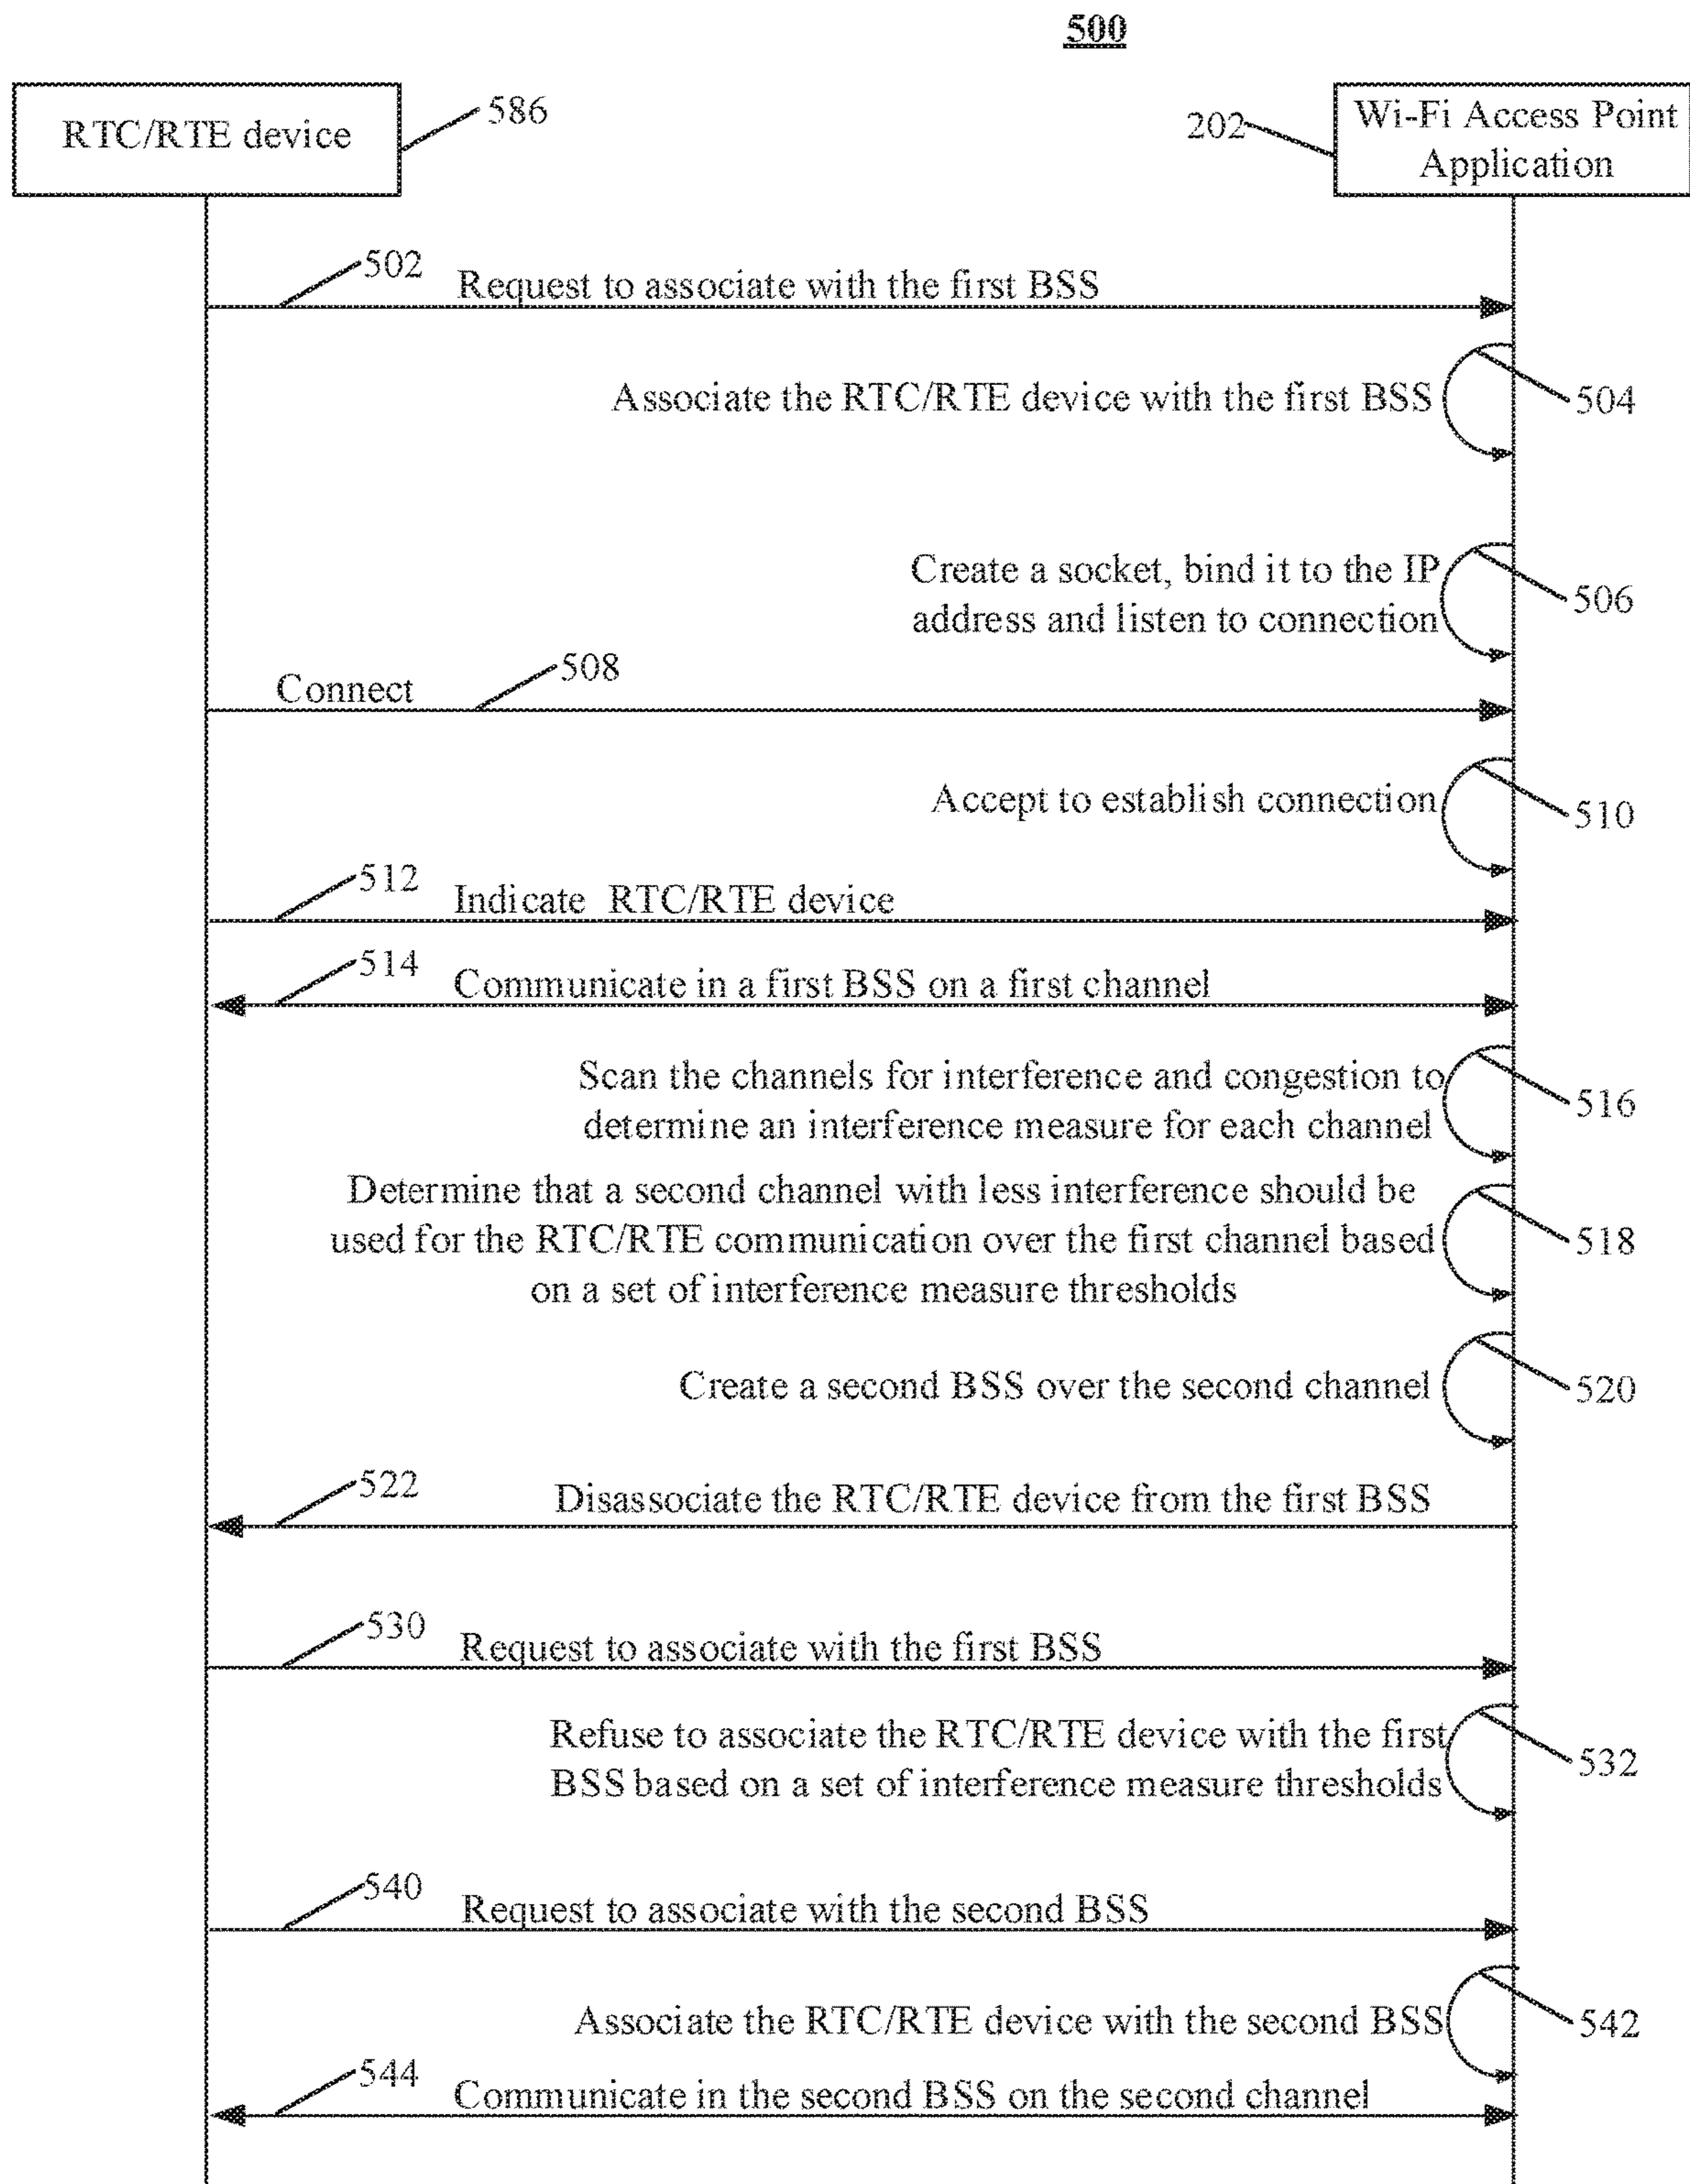 500
RTC/RTE device
586
202
Wi-Fi Access Point
Application
502
Request to associate with the first BSS
Associate the RTC/RTE device with the first BSS
504
Create a socket, bind it to the IP
address and listen to connection
506
508
Connect
Accept to establish connection
510
512
Indicate RTC/RTE device
514
Communicate in a first BSS on a first channel
Scan the channels for interference and congestion to
determine an interference measure for each channel
516
Determine that a second channel with less interference should be
used for the RTC/RTE communication over the first channel based
on a set of interference measure thresholds
518
Create a second BSS over the second channel
520
522
Disassociate the RTC/RTE device from the first BSS
530
Request to associate with the first BSS
Refuse to associate the RTC/RTE device with the first
BSS based on a set of interference measure thresholds
532
540
Request to associate with the second BSS
Associate the RTC/RTE device with the second BSS
542
544
Communicate in the second BSS on the second channel